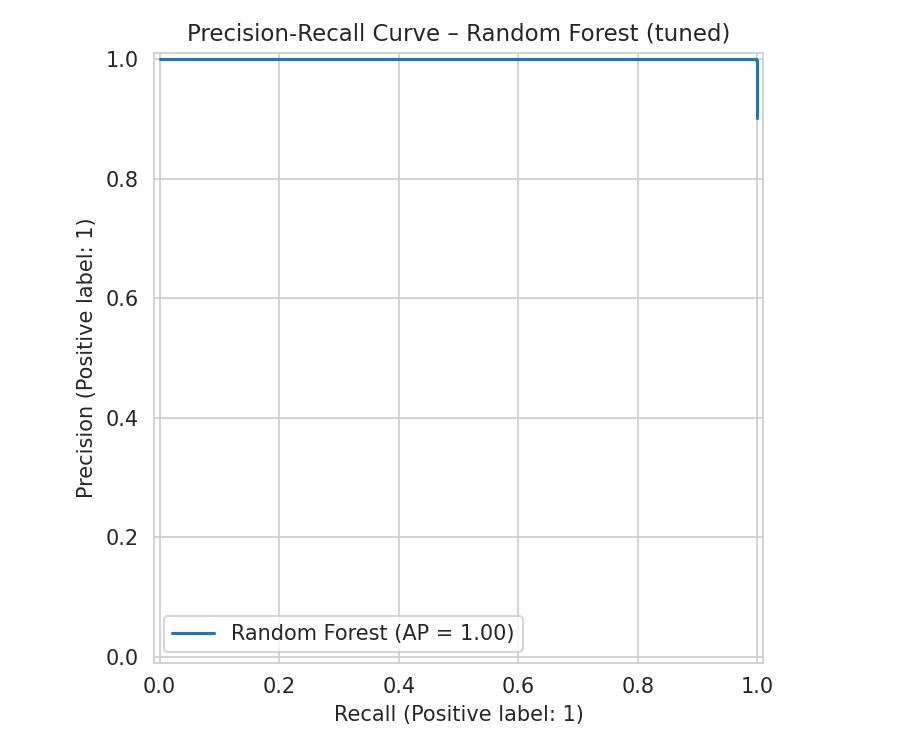 Precision-Recall Curve – Random Forest (tuned)
1.0
0.8
0.6
0.4
0.2
0.0
Precision (Positive label: 1)
Random Forest (AP = 1.00)
0.0 0.2 0.4 0.6 0.8 1.0
Recall (Positive label: 1)